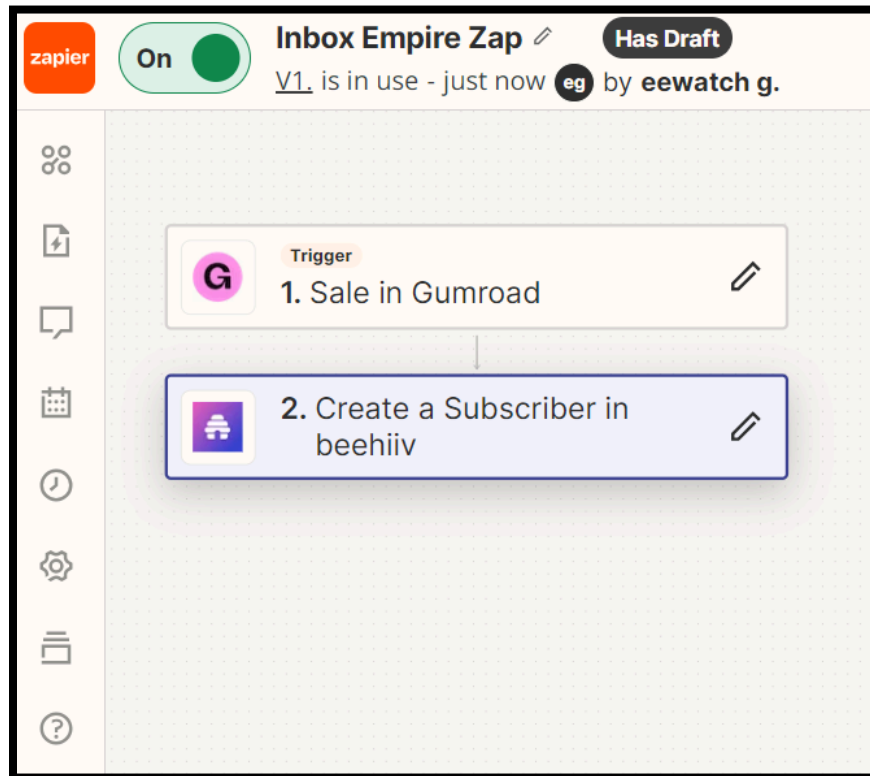 zapier
On
Inbox Empire Zap
Has Draft
V1. is in use - just now eg by eewatch g.
G
Trigger
1. Sale in Gumroad
2. Create a Subscriber in
beehiiv
?